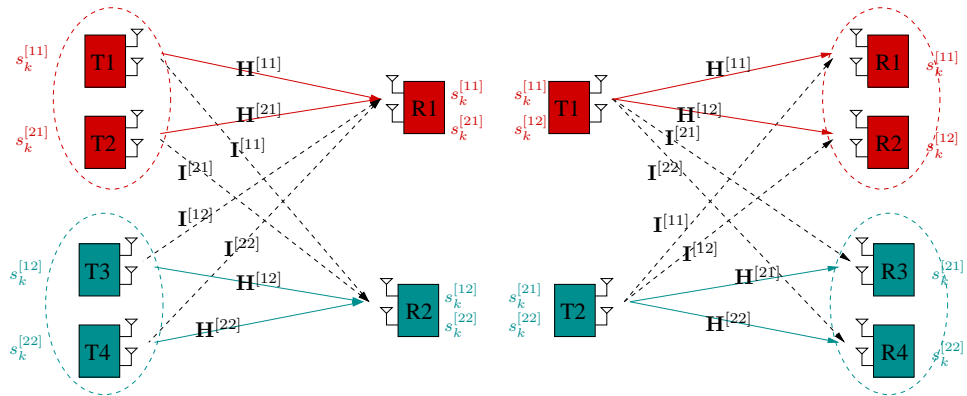 s_k^{[11]} T1
s_k^{[21]} T2
H^{[11]}
H^{[21]}
I^{[11]}
I^{[21]}
R1 s_k^{[11]}
s_k^{[21]}
I^{[12]}
I^{[22]}
s_k^{[12]} T3
s_k^{[22]} T4
H^{[12]}
H^{[22]}
R2 s_k^{[12]}
s_k^{[22]}
s_k^{[11]} T1
s_k^{[12]}
H^{[11]}
H^{[12]}
I^{[21]}
I^{[22]}
R1 s_k^{[11]}
R2 s_k^{[12]}
I^{[11]}
I^{[12]}
s_k^{[21]} T2
s_k^{[22]}
H^{[21]}
H^{[22]}
R3 s_k^{[21]}
R4 s_k^{[22]}